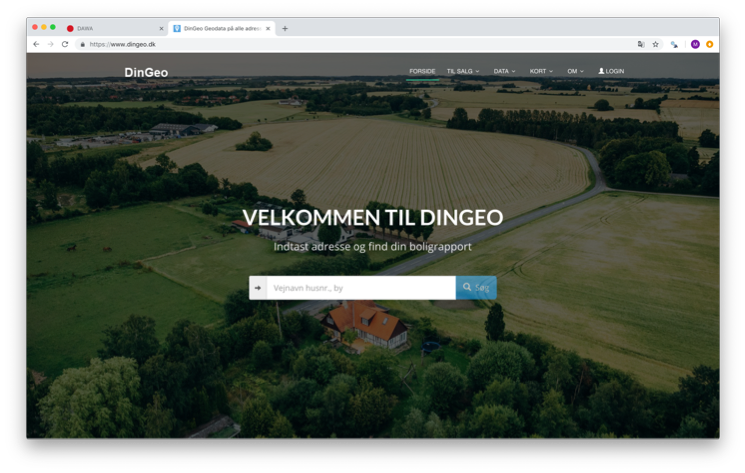 DAWA
DinGeo Geodata på alle adress
https://www.dingeo.dk
M
DinGeo
FORSIDE TIL SALG DATA KORT OM LOGIN
VELKOMMEN TIL DINGEO
Indtast adresse og find din boligrapport
Vejnavn husnr., by
Søg